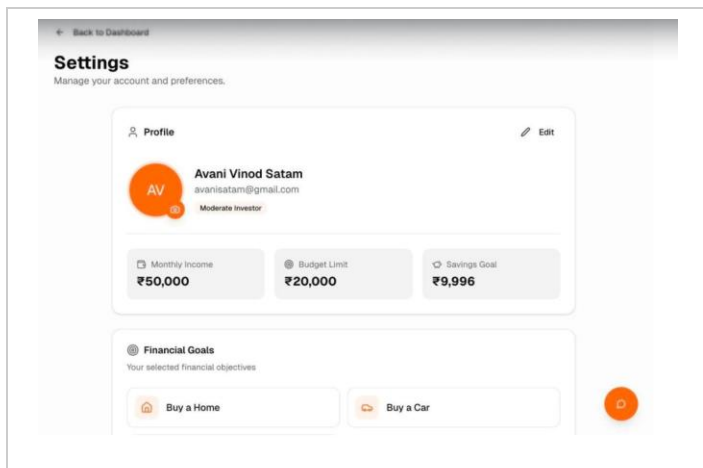 Back to Dashboard
Settings
Manage your account and preferences.
Profile
Edit
AV
Avani Vinod Satam
avanisatam@gmail.com
Moderate Investor
Monthly Income
Budget Limit
Savings Goal
₹50,000
₹20,000
₹9,996
Financial Goals
Your selected financial objectives
Buy a Home
Buy a Car